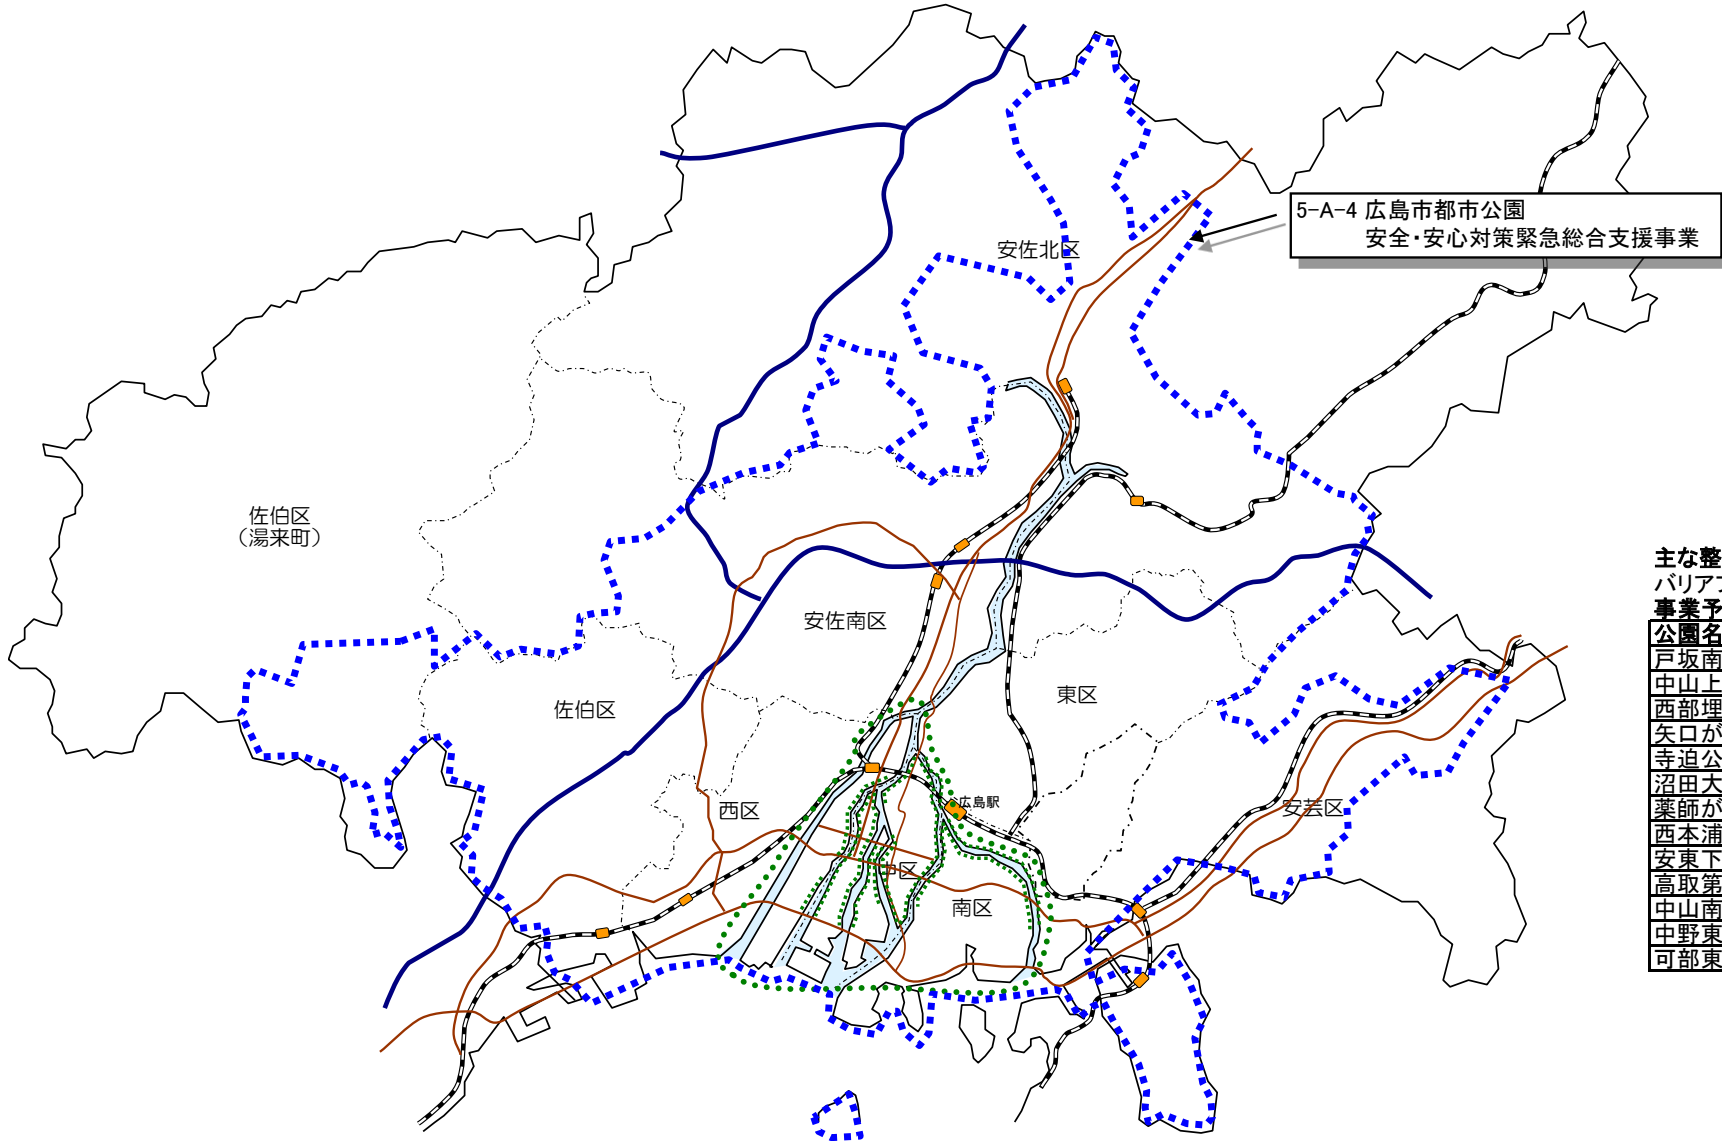 5-A-4 広島市都市公園
安全・安心対策緊急総合支援事業
安佐北区
佐伯区
（湯来町）
安佐南区
佐伯区
東区
西区
広島駅
安芸区
中区
南区
主な整
バリアフ
事業予
公園名
戸坂南
中山上
西部埋
矢口が
寺迫公
沼田大
薬師が
西本浦
安東下
高取第
中山南
中野東
可部東